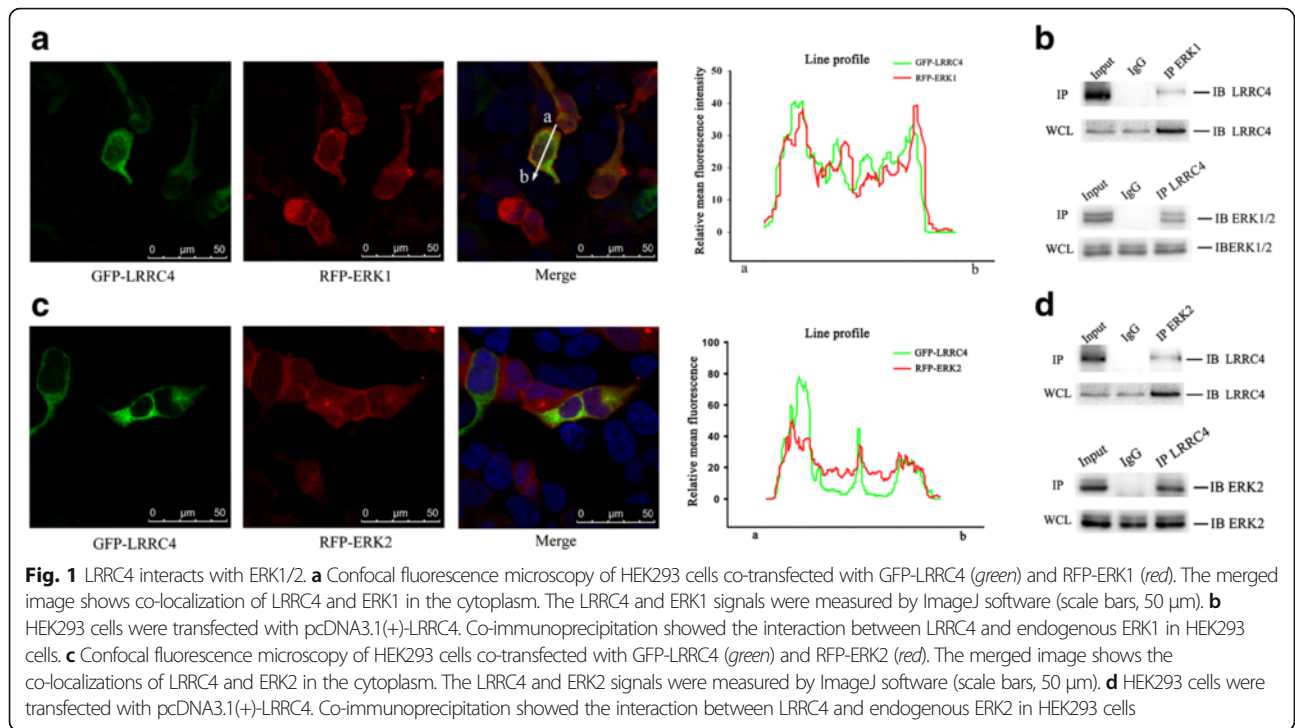 a
a
b
0 µm 50
0 µm 50
0 µm 50
GFP-LRRC4
RFP-ERK1
Merge
Line profile
GFP-LRRC4
RFP-ERK1
Relative mean fluorescence intensity
50
40
30
20
10
0
a
b
b
Input
IgG
IP ERK1
IP
IB LRRC4
WCL
IB LRRC4
Input
IgG
IP LRRC4
IP
IB ERK1/2
WCL
IBERK1/2
c
0 µm 50
0 µm 50
0 µm 50
GFP-LRRC4
RFP-ERK2
Merge
Line profile
GFP-LRRC4
RFP-ERK2
Relative mean fluorescence
100
80
60
40
20
0
a
b
d
Input
IgG
IP ERK2
IP
IB LRRC4
WCL
IB LRRC4
Input
IgG
IP LRRC4
IP
IB ERK2
WCL
IB ERK2
Fig. 1 LRRC4 interacts with ERK1/2. a Confocal fluorescence microscopy of HEK293 cells co-transfected with GFP-LRRC4 (green) and RFP-ERK1 (red). The merged
image shows co-localization of LRRC4 and ERK1 in the cytoplasm. The LRRC4 and ERK1 signals were measured by ImageJ software (scale bars, 50 µm). b
HEK293 cells were transfected with pcDNA3.1(+)-LRRC4. Co-immunoprecipitation showed the interaction between LRRC4 and endogenous ERK1 in HEK293
cells. c Confocal fluorescence microscopy of HEK293 cells co-transfected with GFP-LRRC4 (green) and RFP-ERK2 (red). The merged image shows the
co-localizations of LRRC4 and ERK2 in the cytoplasm. The LRRC4 and ERK2 signals were measured by ImageJ software (scale bars, 50 µm). d HEK293 cells were
transfected with pcDNA3.1(+)-LRRC4. Co-immunoprecipitation showed the interaction between LRRC4 and endogenous ERK2 in HEK293 cells